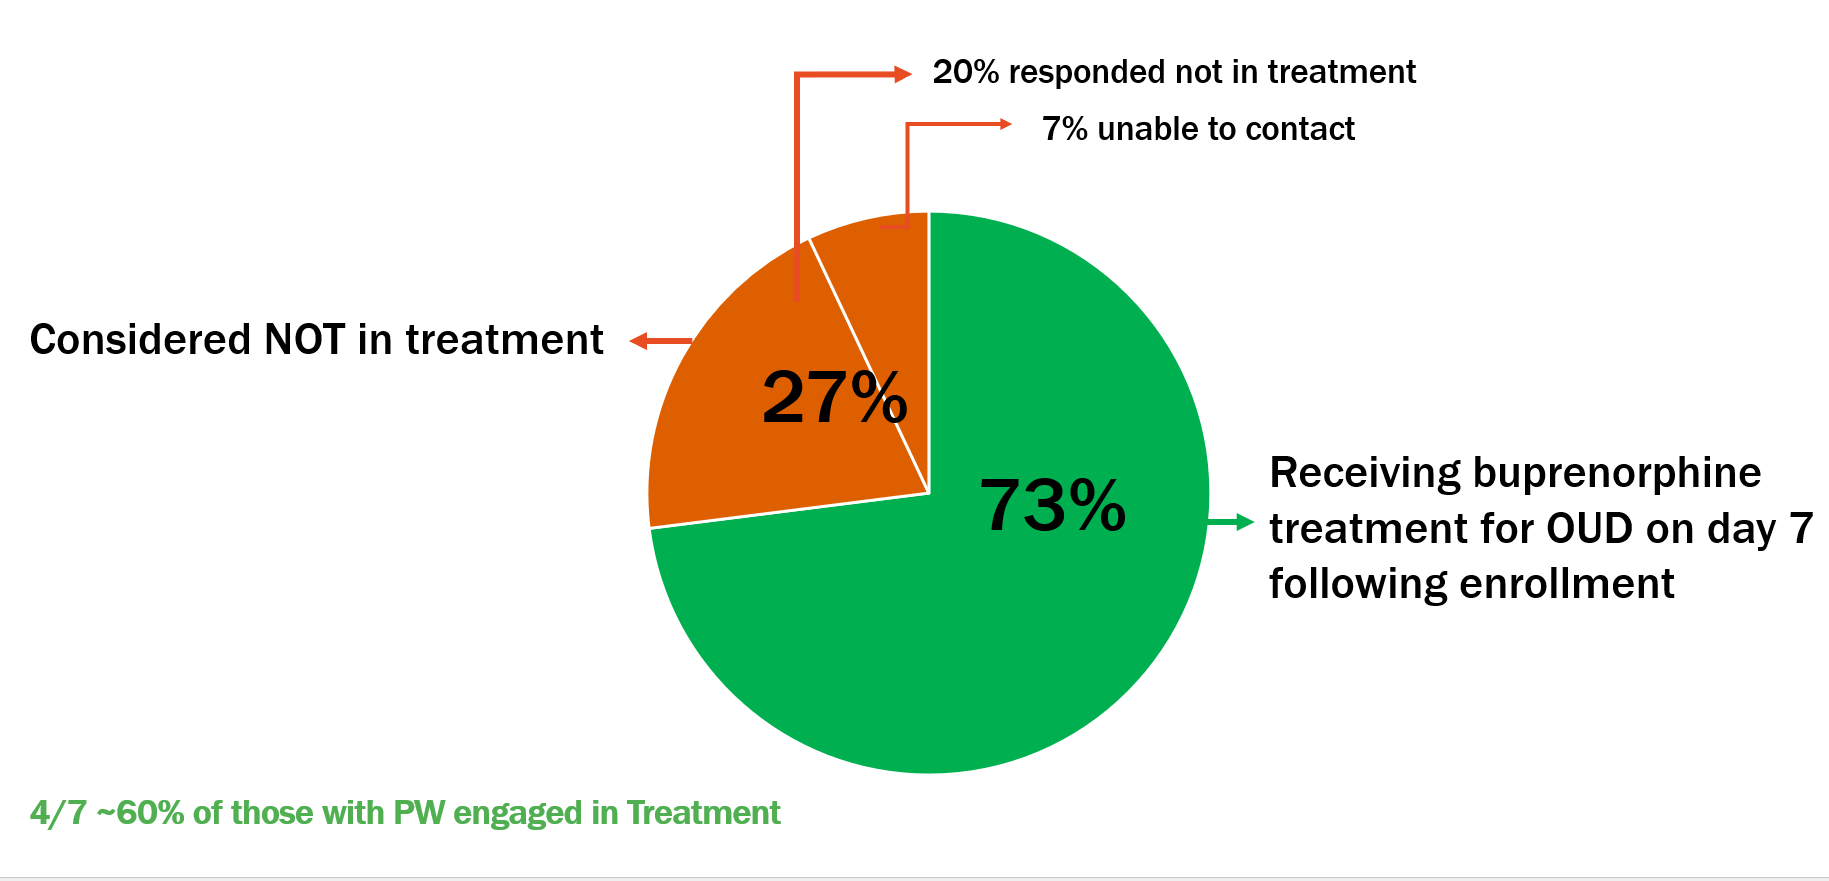 20% responded not in treatment
7% unable to contact
Considered NOT in treatment
27%
73%
Receiving buprenorphine
treatment for OUD on day 7
following enrollment
4/7 ~60% of those with PW engaged in Treatment